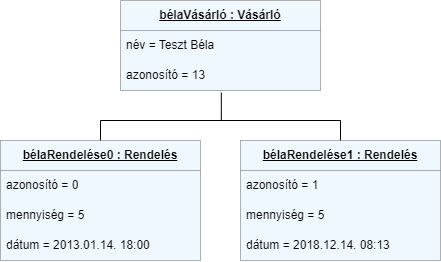 bélaVásárló : Vásárló
név = Teszt Béla
azonosító = 13
bélaRendelése0 : Rendelés
azonosító = 0
mennyiség = 5
dátum = 2013.01.14. 18:00
bélaRendelése1 : Rendelés
azonosító = 1
mennyiség = 5
dátum = 2018.12.14. 08:13